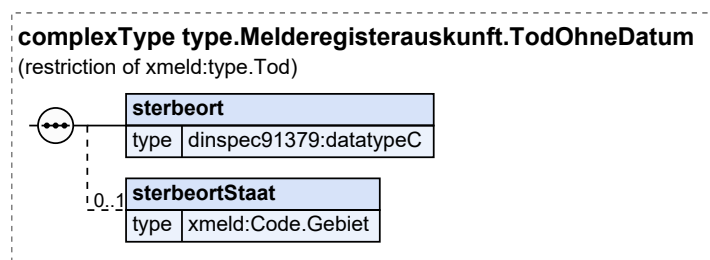 complexType type.Melderegisterauskunft.TodOhneDatum
(restriction of xmeld:type.Tod)
sterbeort
type dinspec91379:datatypeC
0..1
sterbeortStaat
type xmeld:Code.Gebiet